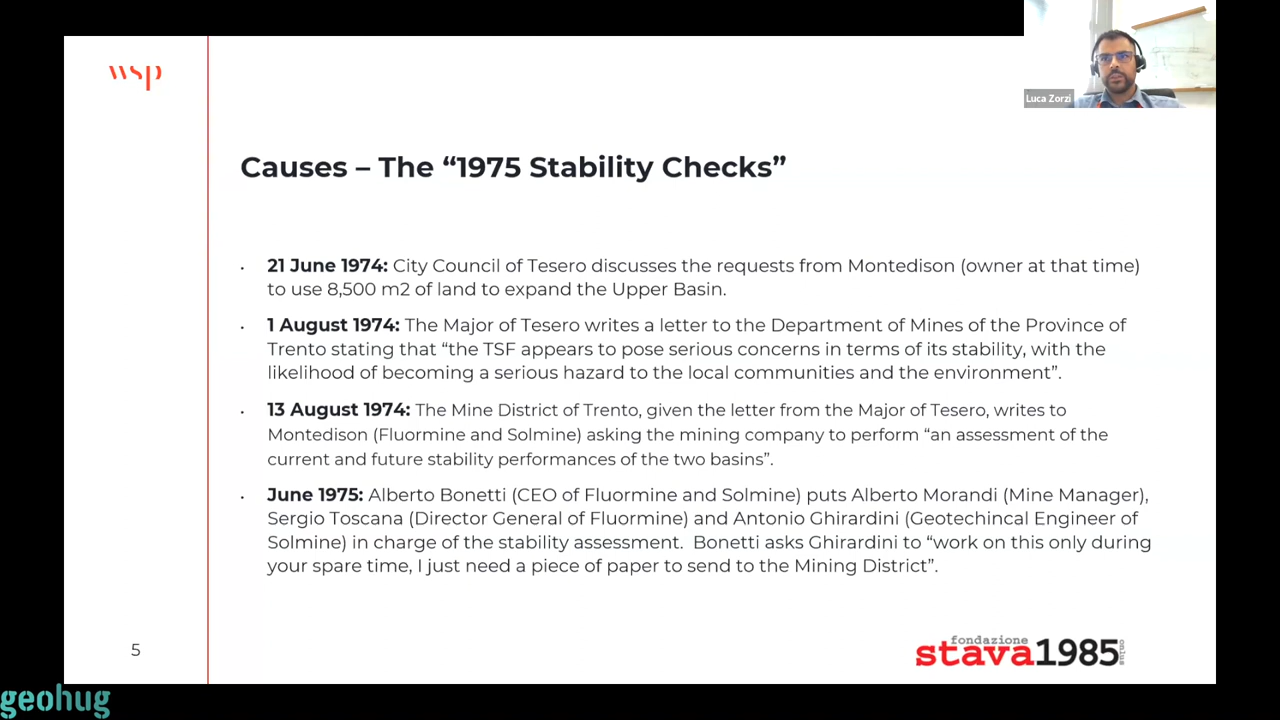 wsp
Luca Zorzi
Causes – The “1975 Stability Checks”
• 21 June 1974: City Council of Tesero discusses the requests from Montedison (owner at that time)
to use 8,500 m2 of land to expand the Upper Basin.
• 1 August 1974: The Major of Tesero writes a letter to the Department of Mines of the Province of
Trento stating that “the TSF appears to pose serious concerns in terms of its stability, with the
likelihood of becoming a serious hazard to the local communities and the environment”.
• 13 August 1974: The Mine District of Trento, given the letter from the Major of Tesero, writes to
Montedison (Fluormine and Solmine) asking the mining company to perform “an assessment of the
current and future stability performances of the two basins”.
• June 1975: Alberto Bonetti (CEO of Fluormine and Solmine) puts Alberto Morandi (Mine Manager),
Sergio Toscana (Director General of Fluormine) and Antonio Ghirardini (Geotechincal Engineer of
Solmine) in charge of the stability assessment. Bonetti asks Ghirardini to “work on this only during
your spare time, I just need a piece of paper to send to the Mining District”.
5
fondazione
stava1985
onlus
geohug